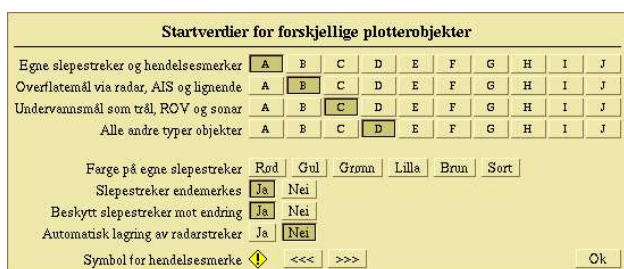 Startverdier for forskjellige plotterobjekter
Egne slepestreker og hendelsesmerker A B C D E F G H I J
Overflatemål via radar, AIS og lignende A B C D E F G H I J
Undervannsmål som trål, ROV og sonar A B C D E F G H I J
Alle andre typer objekter A B C D E F G H I J
Farge på egne slepestreker Rød Gul Grønn Lilla Brun Sort
Slepestreker endemerkes Ja Nei
Beskytt slepestreker mot endring Ja Nei
Automatisk lagring av radarstreker Ja Nei
Symbol for hendelsesmerke ! <<< >>> Ok